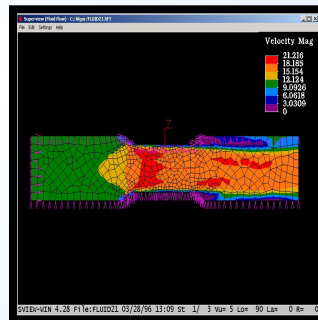 Superview (Fluid Flow) - C:/Algor/FLUID21.SFT
File Edit Settings Help
Velocity Mag
21.216
18.185
15.154
12.124
9.0926
6.0618
3.0309
0
Z
SVIEW-WIN 4.28 File:FLUID21 03/28/96 13:09 St 1/ 3 Vu= 5 Lo= 90 La= 0 R= 0